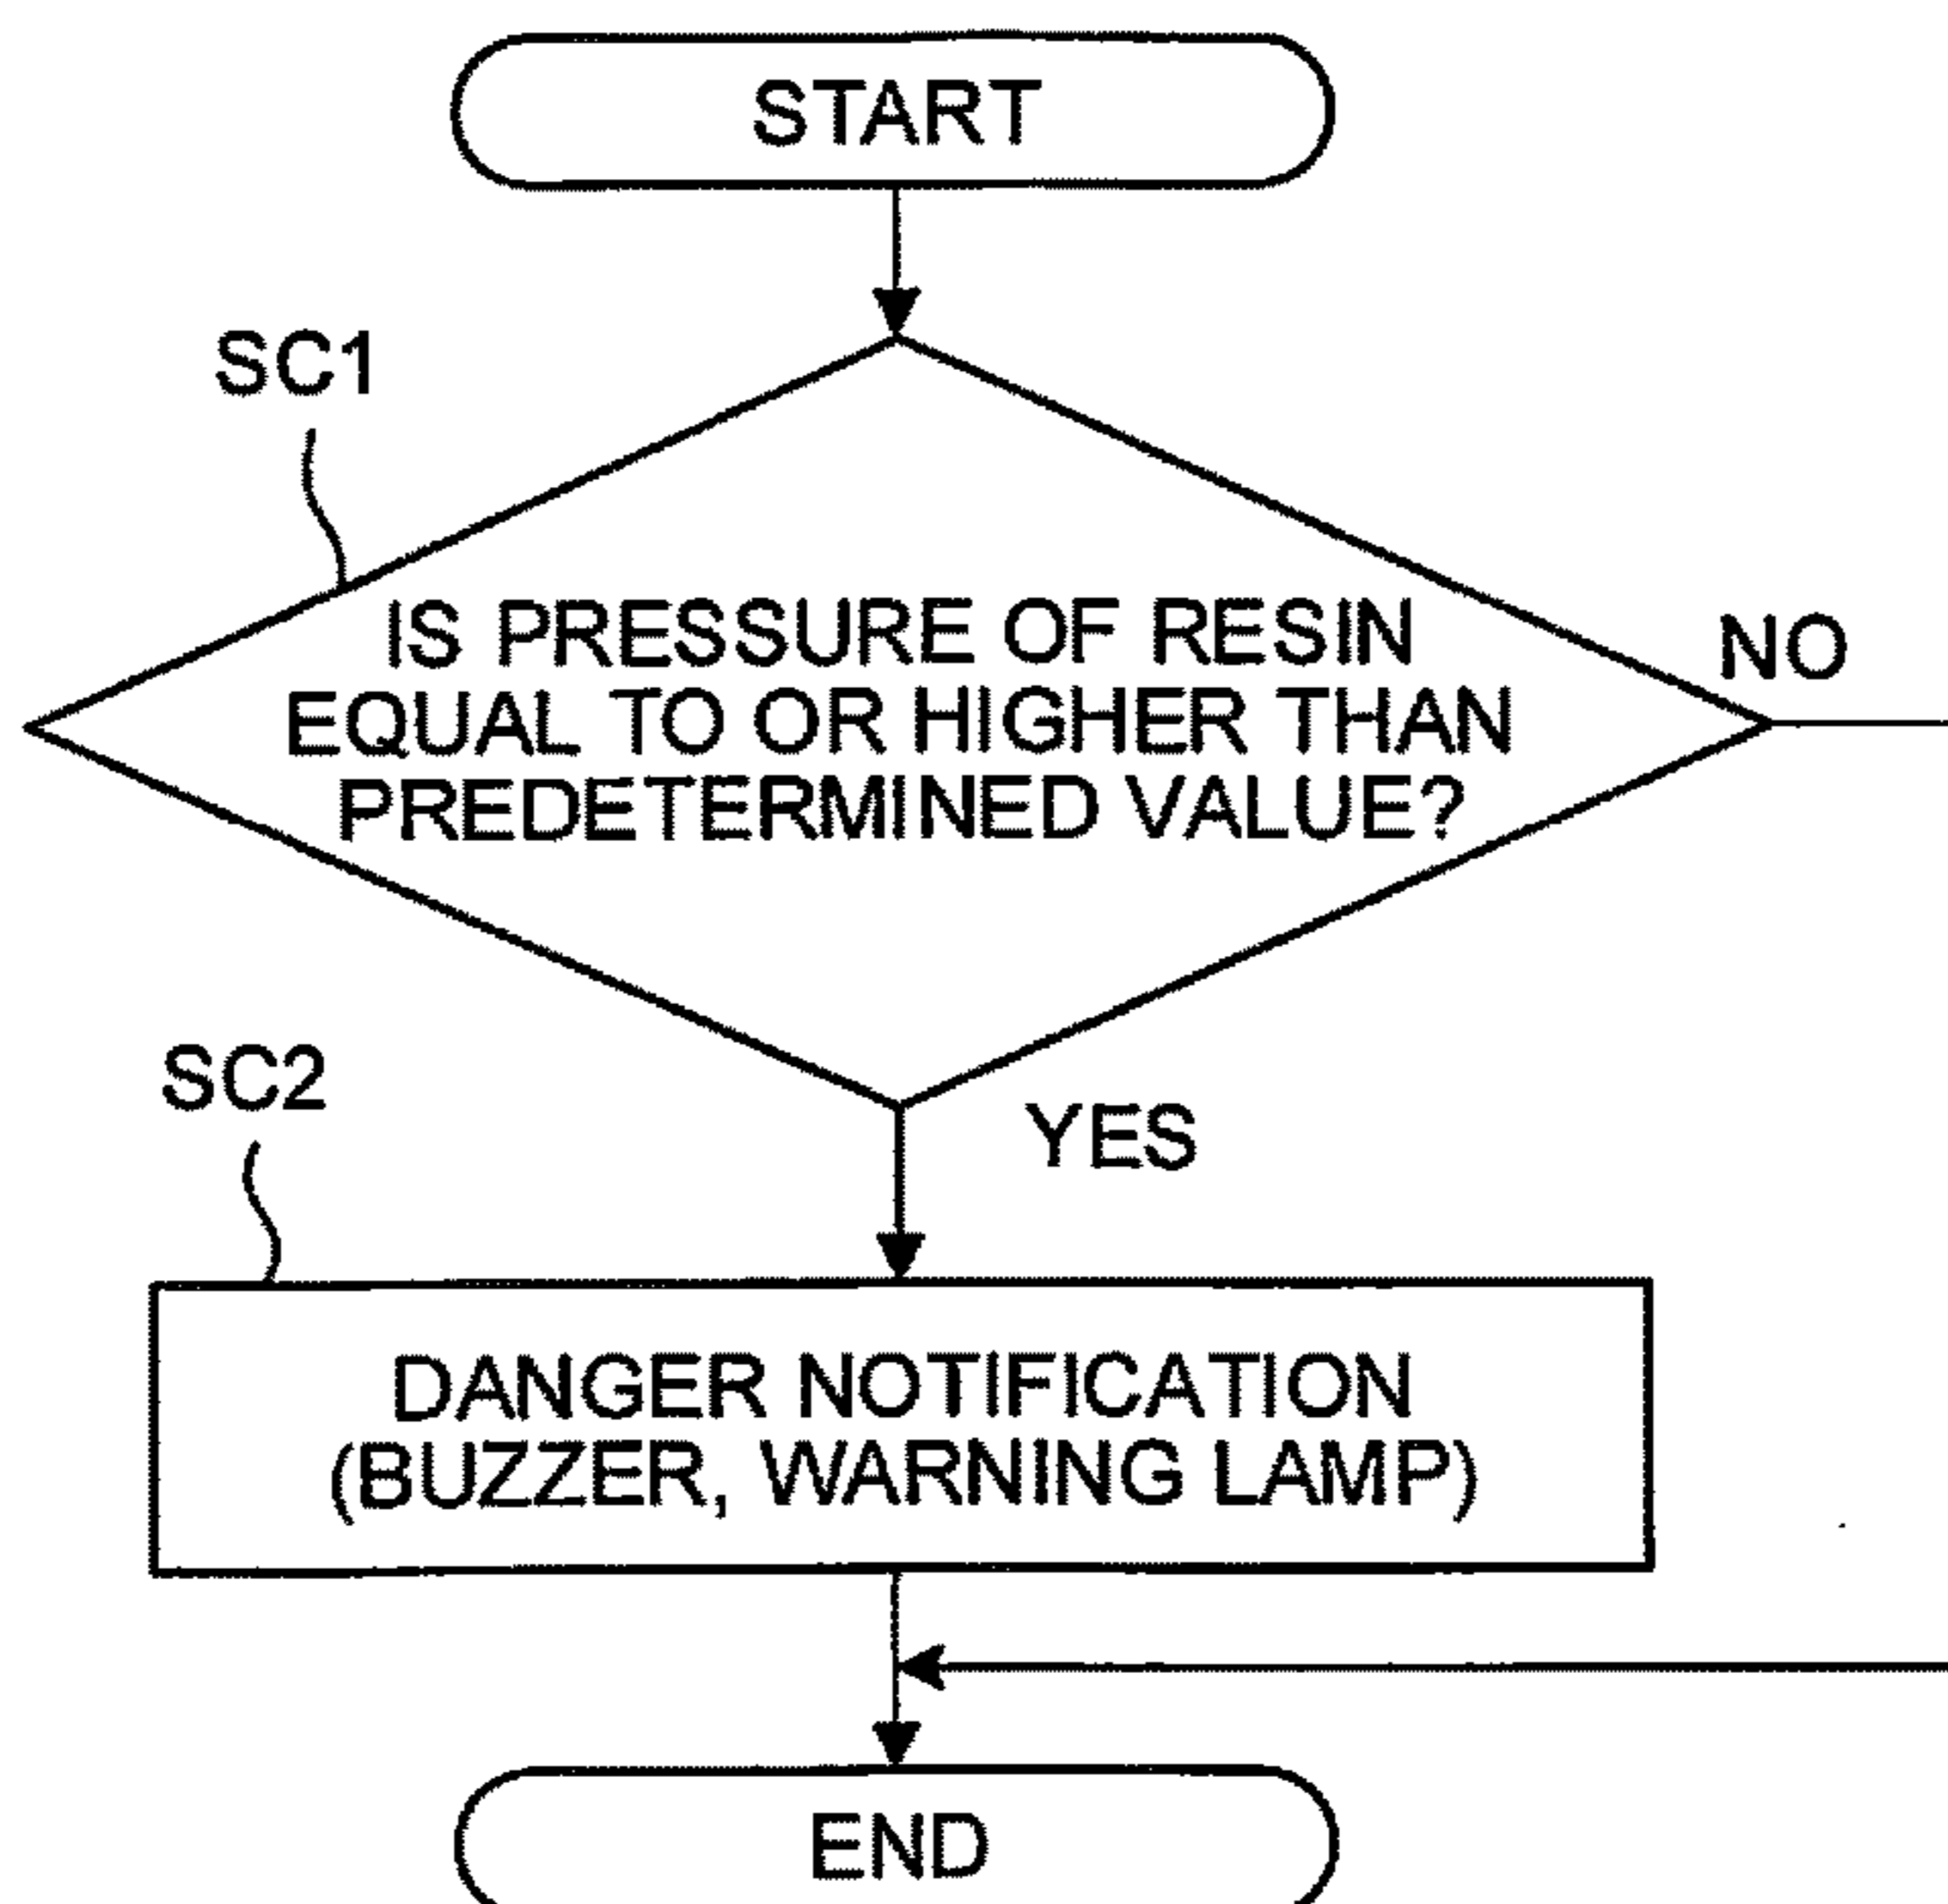 START
SC1
IS PRESSURE OF RESIN
EQUAL TO OR HIGHER THAN
PREDETERMINED VALUE?
NO
YES
SC2
DANGER NOTIFICATION
(BUZZER, WARNING LAMP)
END